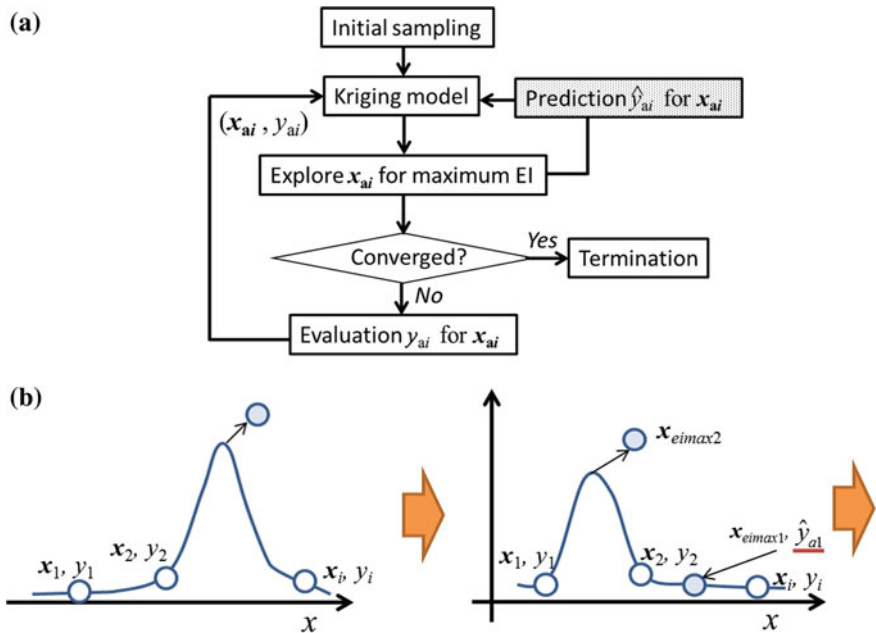 (a)
Initial sampling
Kriging model
Prediction ŷai for xai
(xai , yai)
Explore xai for maximum EI
Converged?
Yes
Termination
No
Evaluation yai for xai
(b)
x1, y1
x2, y2
xi, yi
x
xeimax2
xeimax1, ŷa1
x1, y1
x2, y2
xi, yi
x